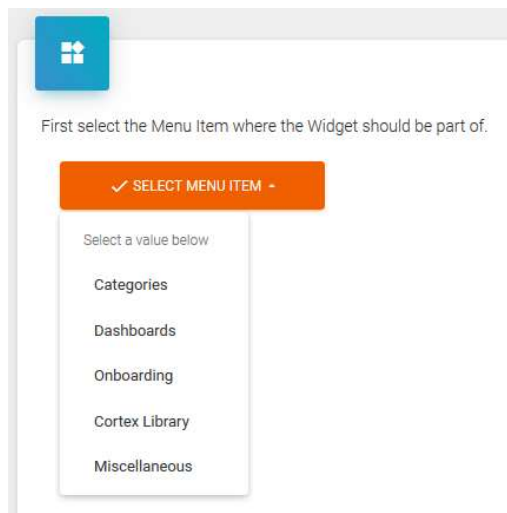 First select the Menu Item where the Widget should be part of.
SELECT MENU ITEM
Select a value below
Categories
Dashboards
Onboarding
Cortex Library
Miscellaneous